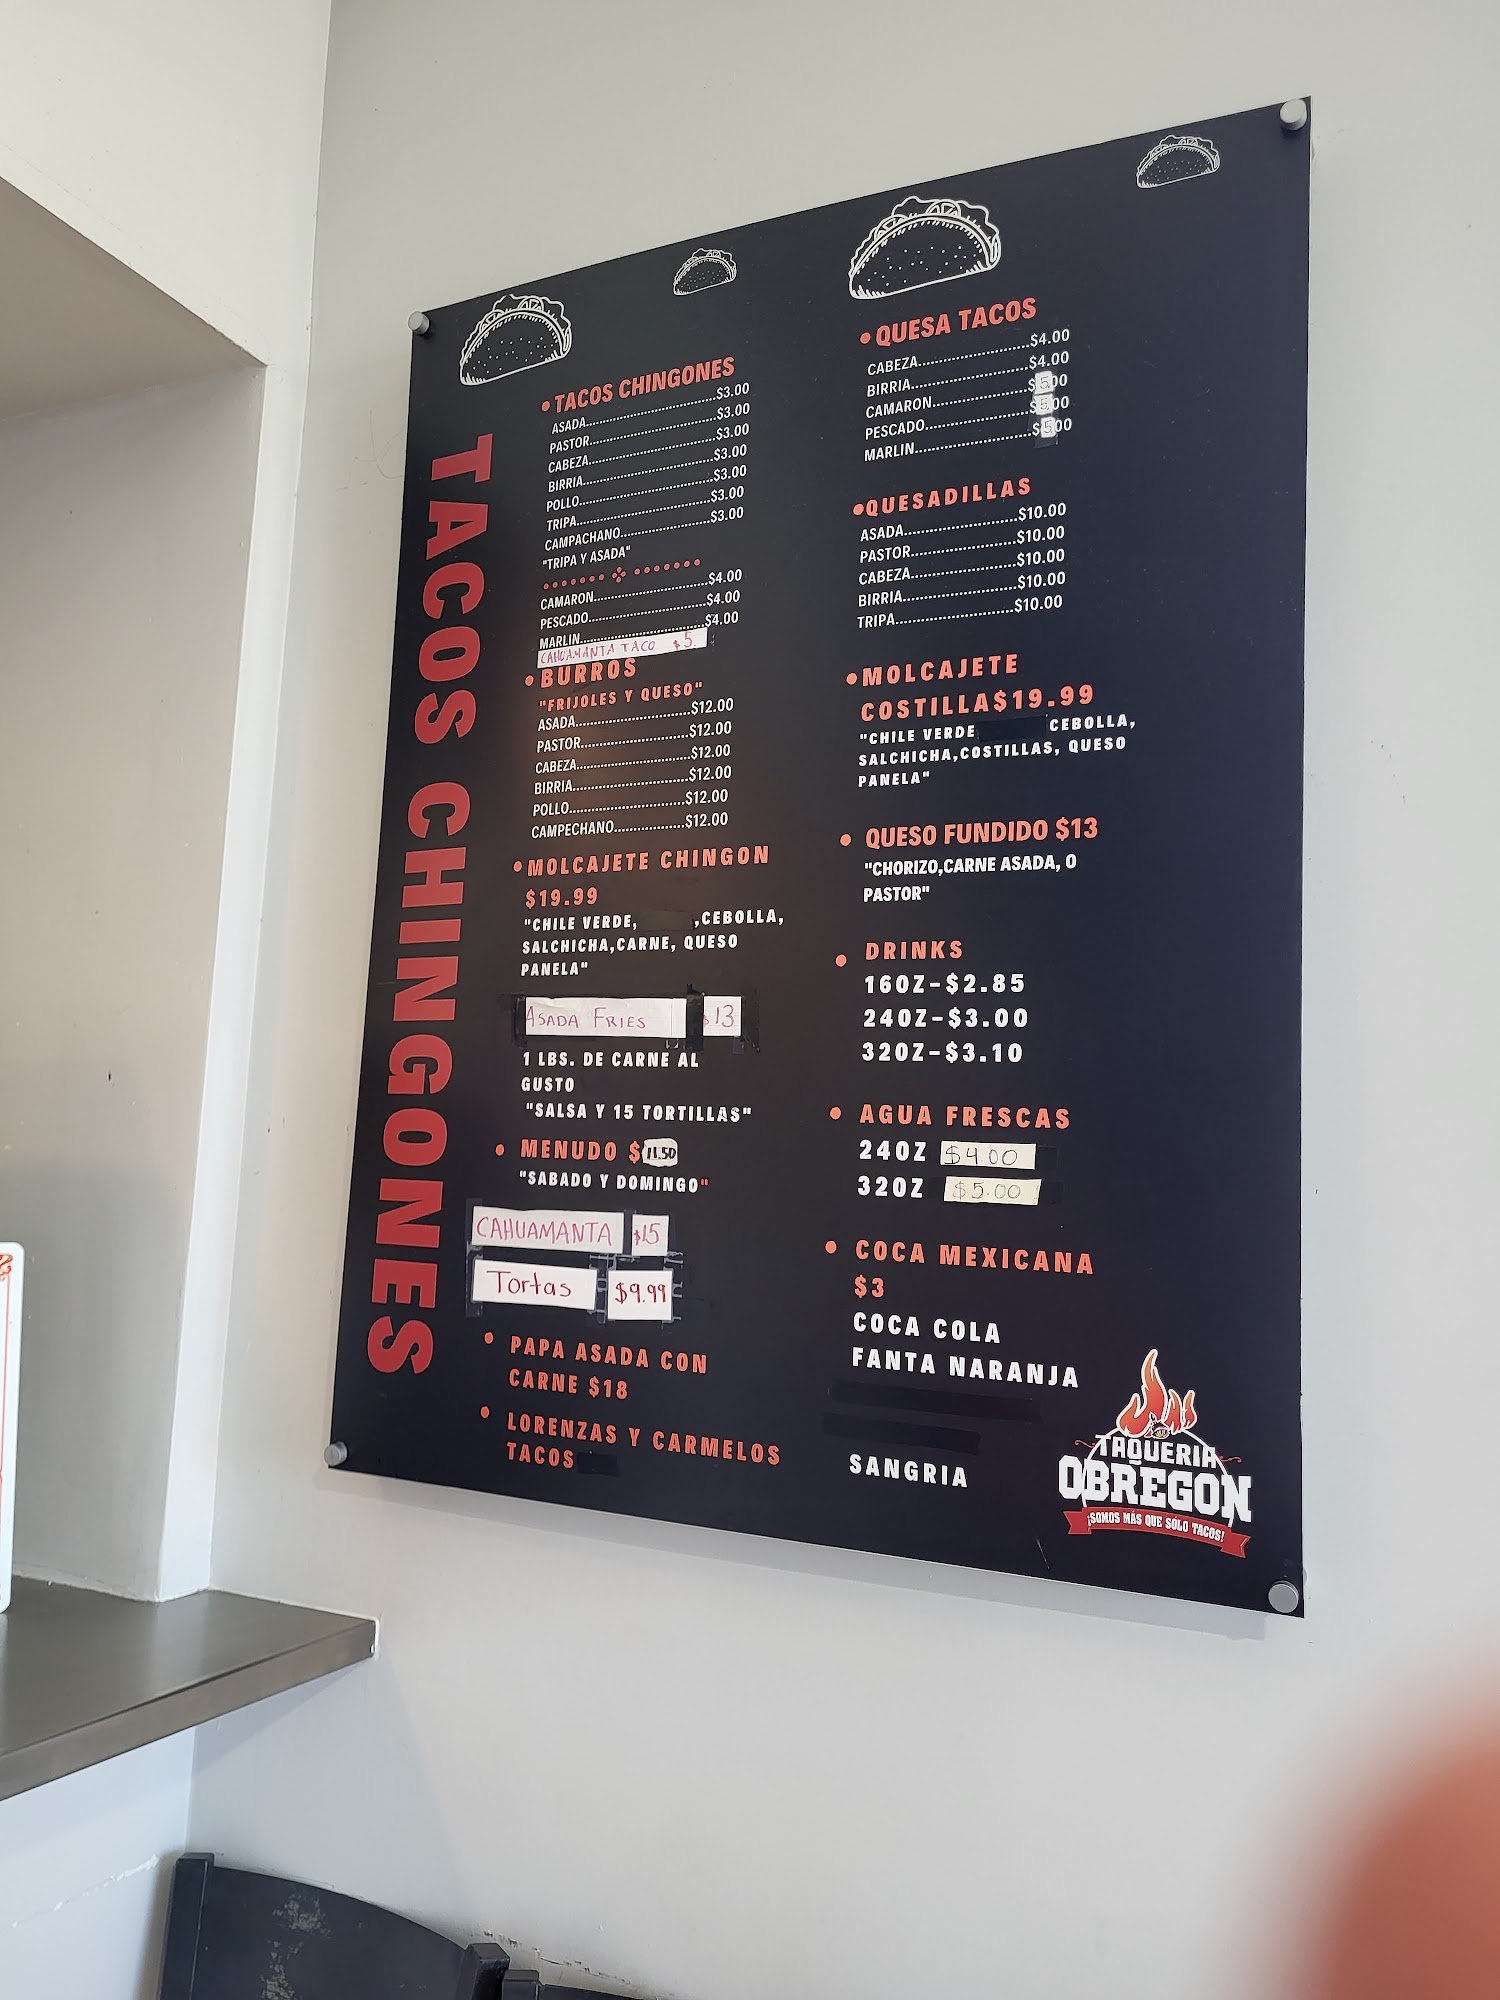 TACOS CHINGONES
• TACOS CHINGONES
ASADA....................$3.00
PASTOR....................$3.00
CABEZA....................$3.00
BIRRIA....................$3.00
POLLO....................$3.00
TRIPA....................$3.00
CAMPACHANO....................$3.00
"TRIPA Y ASADA"
CAMARON....................$4.00
PESCADO....................$4.00
MARLIN....................$4.00
CAHUAMANTA TACO $5.
• BURROS
"FRIJOLES Y QUESO"
ASADA....................$12.00
PASTOR....................$12.00
CABEZA....................$12.00
BIRRIA....................$12.00
POLLO....................$12.00
CAMPECHANO....................$12.00
• MOLCAJETE CHINGON
$19.99
"CHILE VERDE, ,CEBOLLA,
SALCHICHA,CARNE, QUESO
PANELA"
ASADA FRIES $13
1 LBS. DE CARNE AL
GUSTO
"SALSA Y 15 TORTILLAS"
• MENUDO $11.50
"SABADO Y DOMINGO"
CAHUAMANTA $15
Tortas $9.99
• PAPA ASADA CON
CARNE $18
• LORENZAS Y CARMELOS
TACOS
• QUESA TACOS
CABEZA....................$4.00
BIRRIA....................$4.00
CAMARON....................$5.00
PESCADO....................$5.00
MARLIN....................$5.00
•QUESADILLAS
ASADA....................$10.00
PASTOR....................$10.00
CABEZA....................$10.00
BIRRIA....................$10.00
TRIPA....................$10.00
•MOLCAJETE
COSTILLA$19.99
"CHILE VERDE CEBOLLA,
SALCHICHA,COSTILLAS, QUESO
PANELA"
• QUESO FUNDIDO $13
"CHORIZO,CARNE ASADA, O
PASTOR"
• DRINKS
16OZ-$2.85
24OZ-$3.00
32OZ-$3.10
• AGUA FRESCAS
24OZ $4.00
32OZ $5.00
• COCA MEXICANA
$3
COCA COLA
FANTA NARANJA
SANGRIA
TAQUERIA
OBREGON
¡SOMOS MÁS QUE SÓLO TACOS!